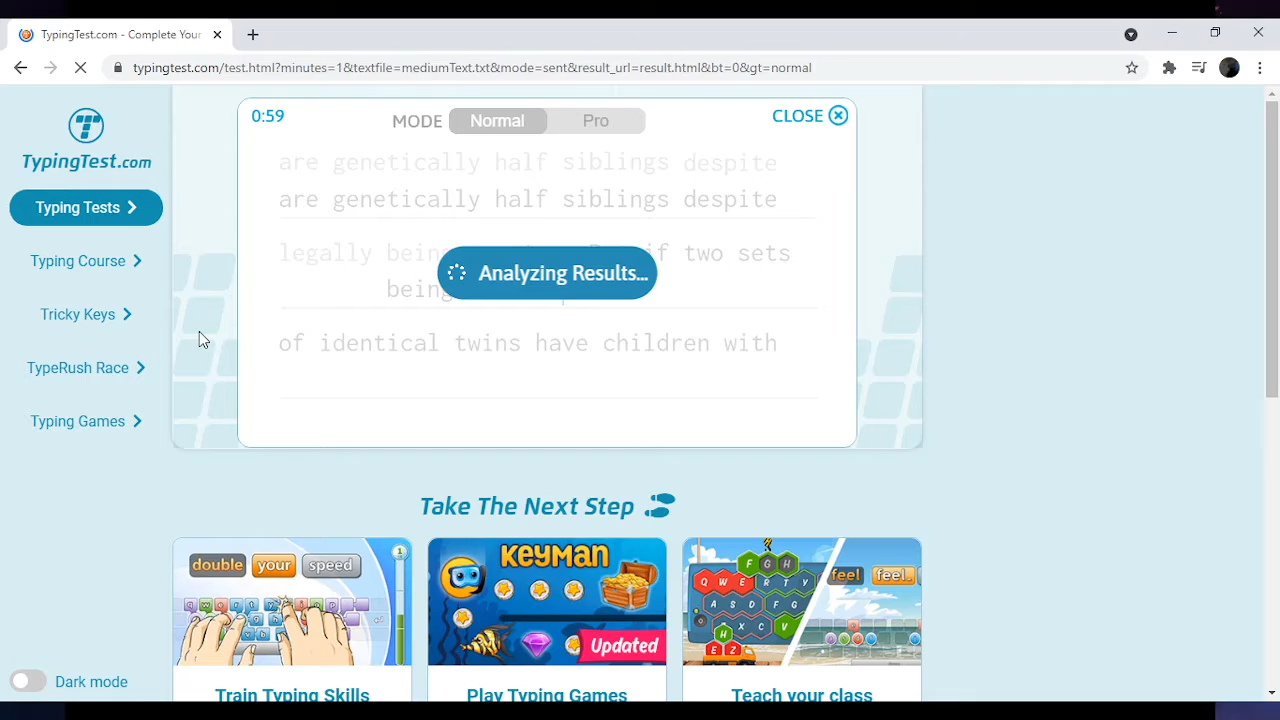 TypingTest.com - Complete Your
typingtest.com/test.html?minutes=1&textfile=mediumText.txt&mode=sent&result_url=result.html&bt=0&gt=normal
TypingTest.com
Typing Tests
Typing Course
Tricky Keys
TypeRush Race
Typing Games
Dark mode
0:59
MODE Normal Pro
CLOSE
are genetically half siblings despite
are genetically half siblings despite
legally being if two sets
being
Analyzing Results...
of identical twins have children with
Take The Next Step
double your speed
1
Train Typing Skills
KEYMAN
Updated
Play Typing Games
F G H
Q W E R T Y
A S D F G
X C V
H
E Z
feel feel..
Teach your class